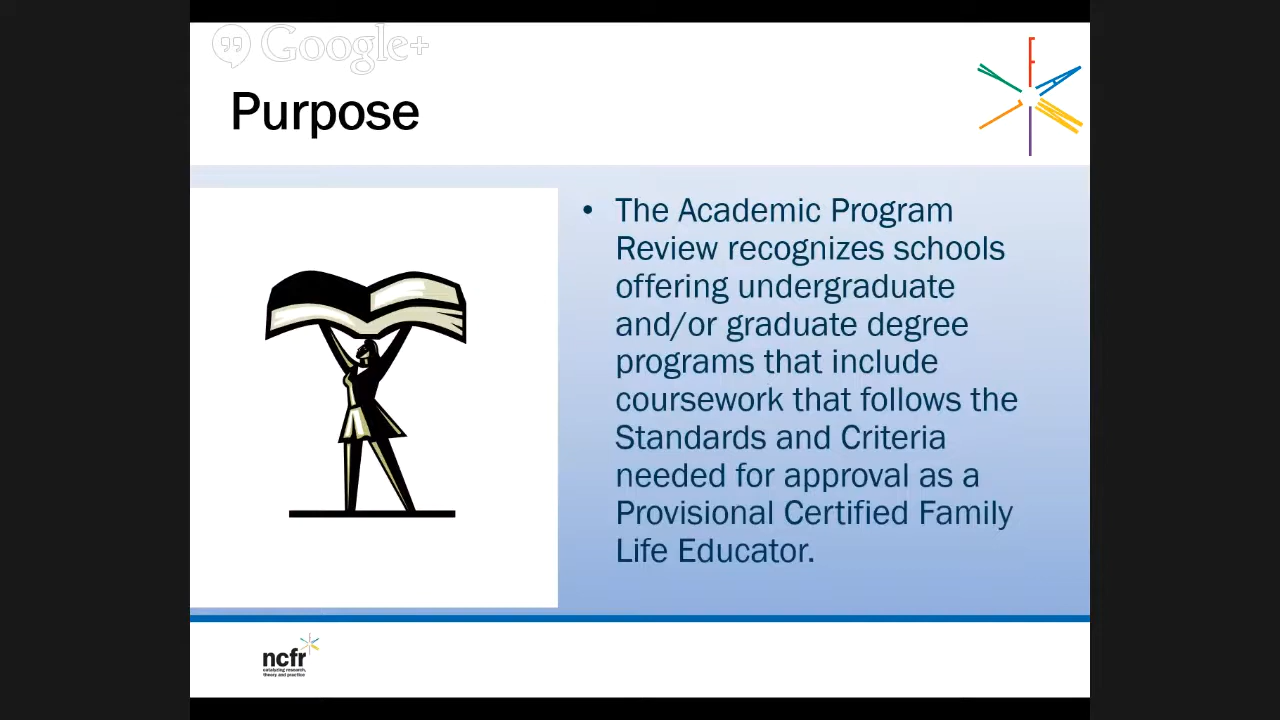 Google+
Purpose
• The Academic Program
Review recognizes schools
offering undergraduate
and/or graduate degree
programs that include
coursework that follows the
Standards and Criteria
needed for approval as a
Provisional Certified Family
Life Educator.
ncfr
catalyzing research,
theory and practice